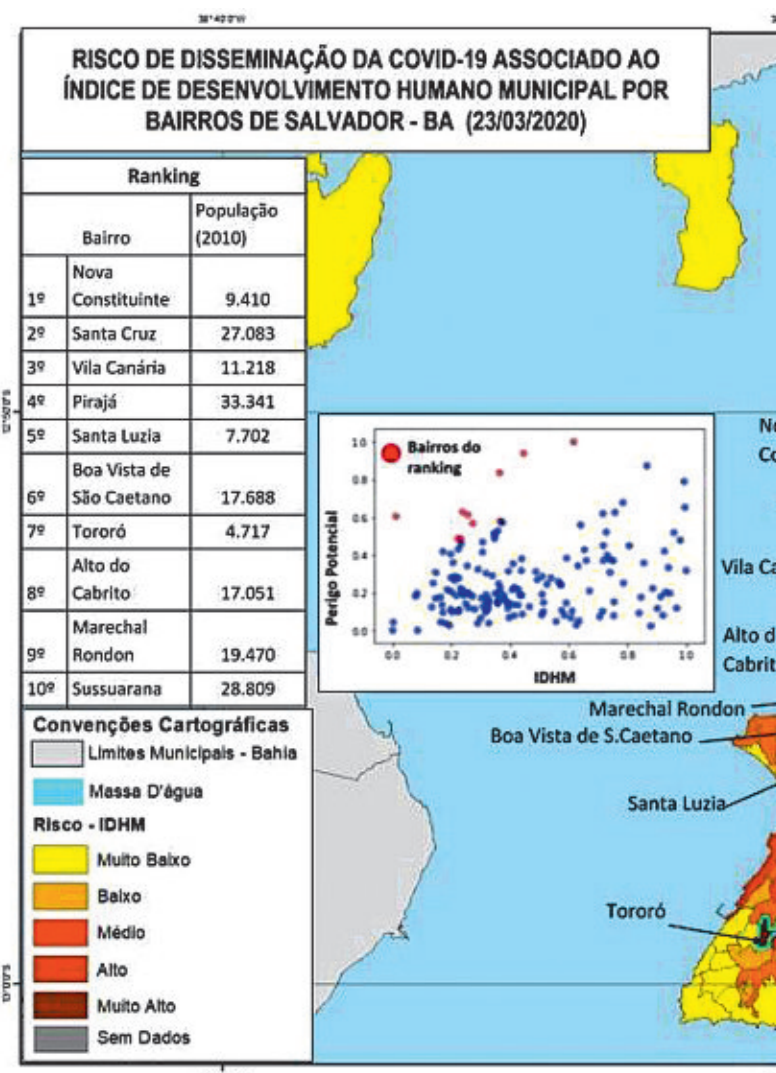 38°40'0"W
RISCO DE DISSEMINAÇÃO DA COVID-19 ASSOCIADO AO
ÍNDICE DE DESENVOLVIMENTO HUMANO MUNICIPAL POR
BAIRROS DE SALVADOR - BA (23/03/2020)
Ranking
Bairro População
(2010)
1º Nova
Constituinte 9.410
2º Santa Cruz 27.083
3º Vila Canária 11.218
4º Pirajá 33.341
5º Santa Luzia 7.702
6º Boa Vista de
São Caetano 17.688
7º Tororó 4.717
8º Alto do
Cabrito 17.051
9º Marechal
Rondon 19.470
10º Sussuarana 28.809
Bairros do
ranking
Perigo Potencial
1.0
0.8
0.6
0.4
0.2
0.0
0.0 0.2 0.4 0.6 0.8 1.0
IDHM
Vila
Alto
Cabrit
Marechal Rondon
Boa Vista de S.Caetano
Santa Luzia
Tororó
Convenções Cartográficas
Limites Municipais - Bahia
Massa D'água
Risco - IDHM
Muito Baixo
Baixo
Médio
Alto
Muito Alto
Sem Dados